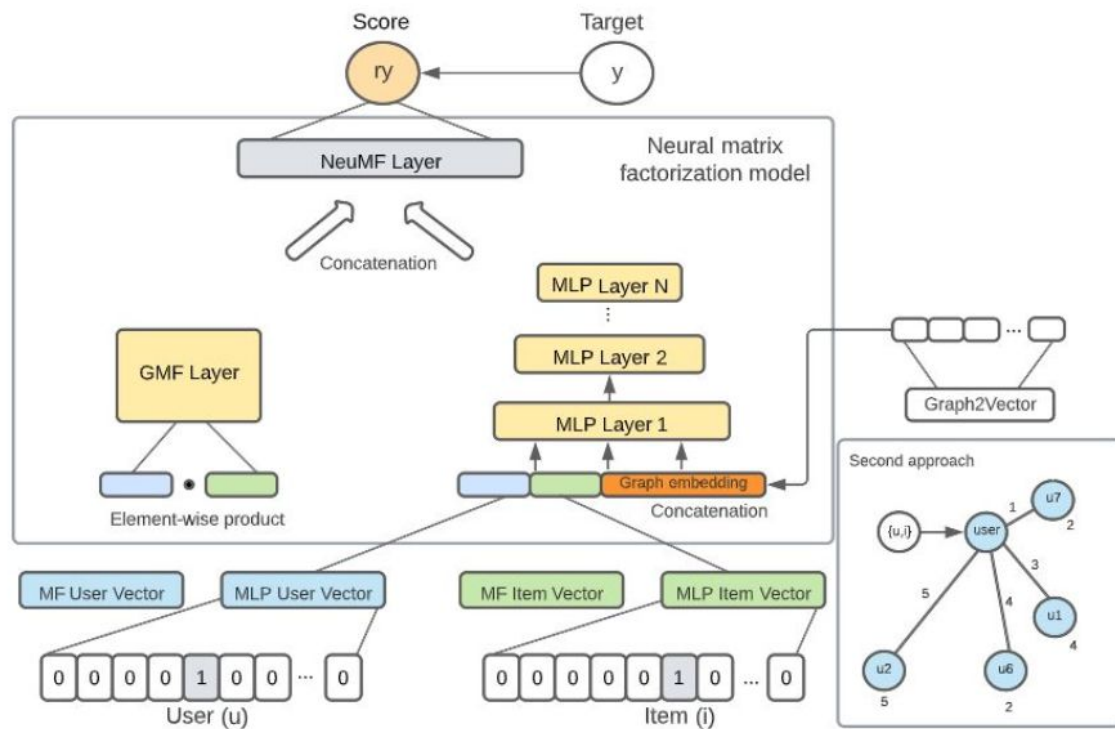 Score
Target
ry
y
Neural matrix
factorization model
NeuMF Layer
Concatenation
MLP Layer N
⋮
MLP Layer 2
GMF Layer
MLP Layer 1
...
Graph2Vector
Graph embedding
Element-wise product
Concatenation
Second approach
u7
1
2
{u,i}
user
3
5
4
u1
4
u2
u6
5
2
MF User Vector
MLP User Vector
MF Item Vector
MLP Item Vector
0 0 0 0 1 0 0 ... 0
0 0 0 0 0 1 0 ... 0
User (u)
Item (i)